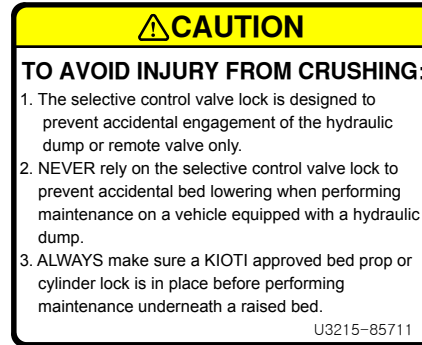 ⚠CAUTION
TO AVOID INJURY FROM CRUSHING:
1. The selective control valve lock is designed to
prevent accidental engagement of the hydraulic
dump or remote valve only.
2. NEVER rely on the selective control valve lock to
prevent accidental bed lowering when performing
maintenance on a vehicle equipped with a hydraulic
dump.
3. ALWAYS make sure a KIOTI approved bed prop or
cylinder lock is in place before performing
maintenance underneath a raised bed.
U3215-85711